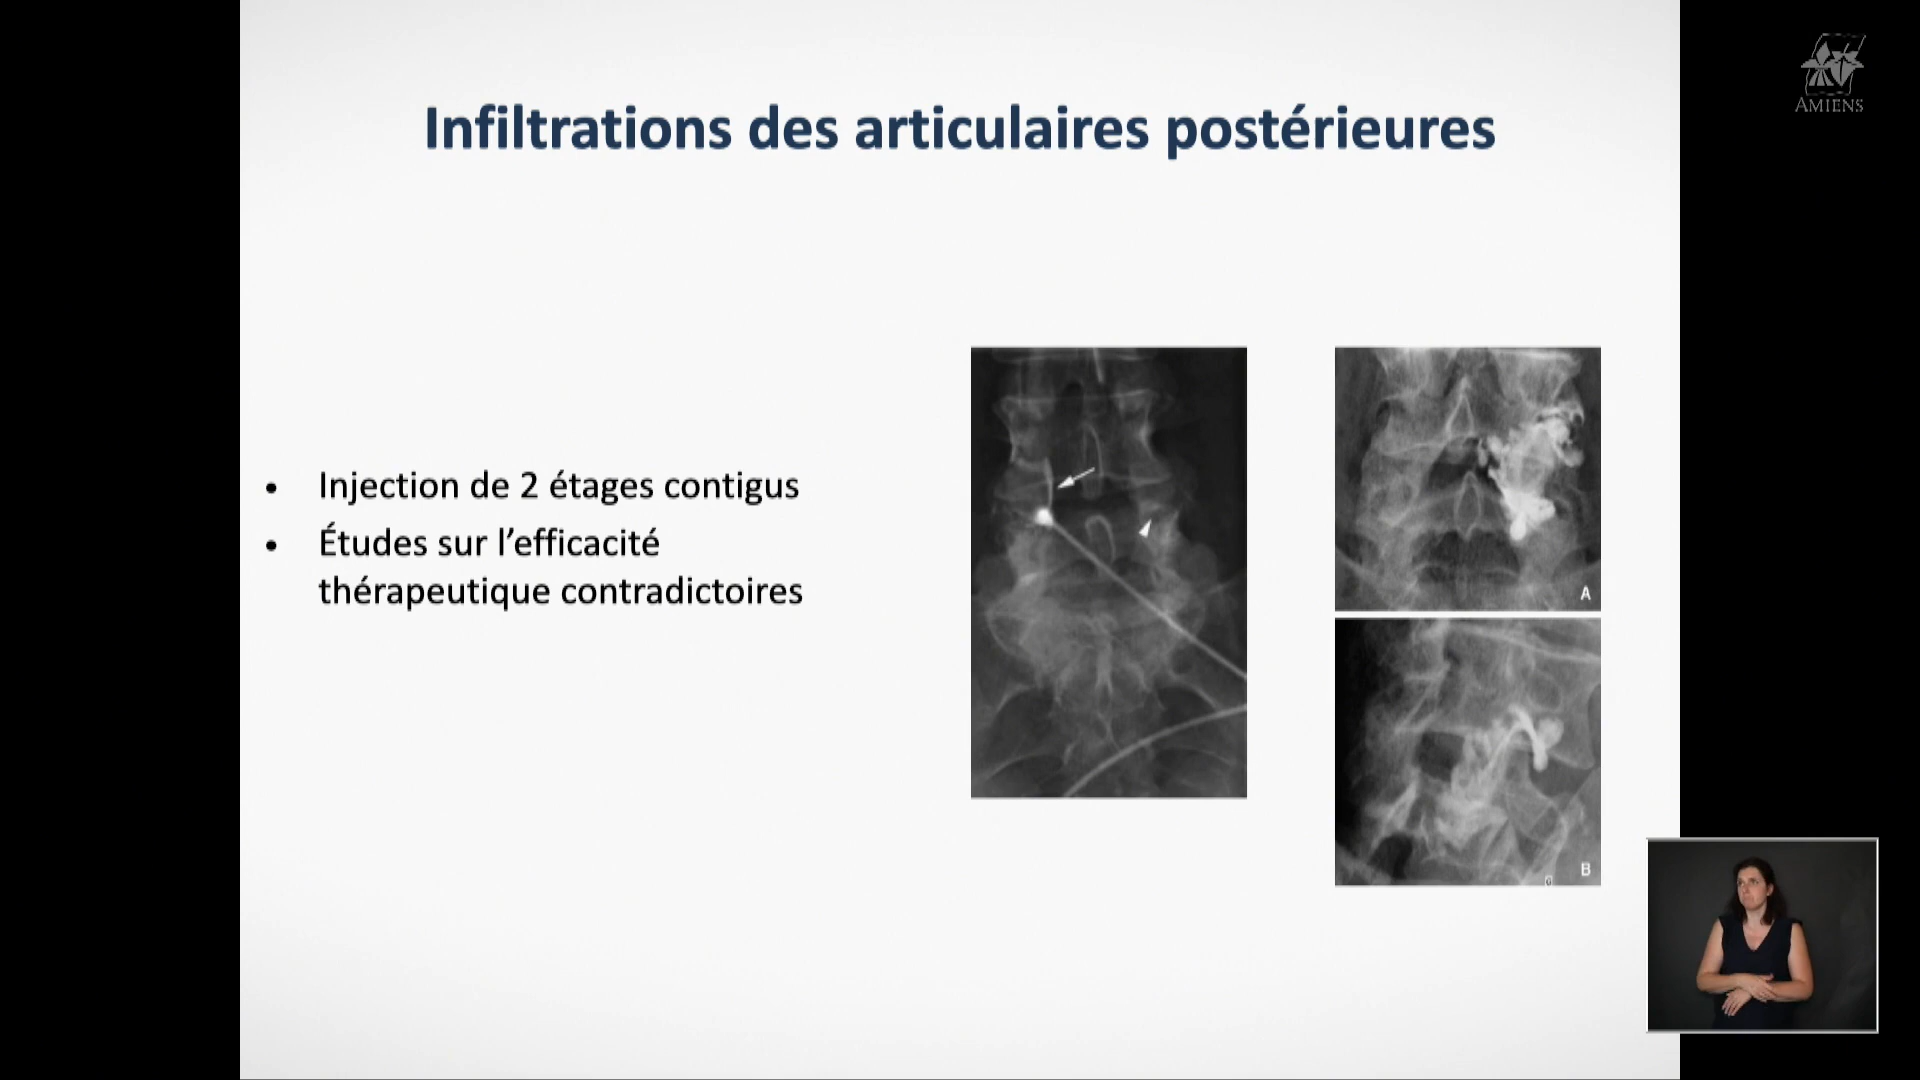 AMIENS
Infiltrations des articulaires postérieures
• Injection de 2 étages contigus
• Études sur l’efficacité
thérapeutique contradictoires
A
B